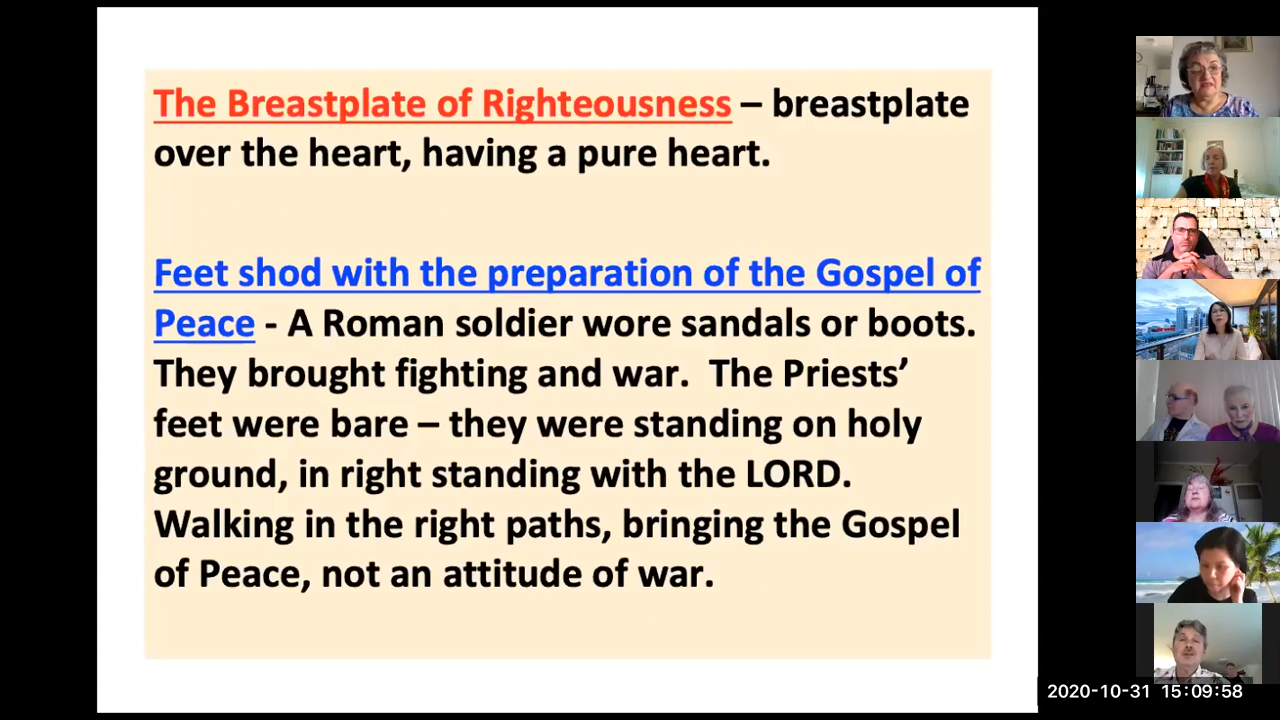 The Breastplate of Righteousness – breastplate
over the heart, having a pure heart.
Feet shod with the preparation of the Gospel of
Peace - A Roman soldier wore sandals or boots.
They brought fighting and war.  The Priests’
feet were bare – they were standing on holy
ground, in right standing with the LORD.
Walking in the right paths, bringing the Gospel
of Peace, not an attitude of war.
2020-10-31 15:09:58